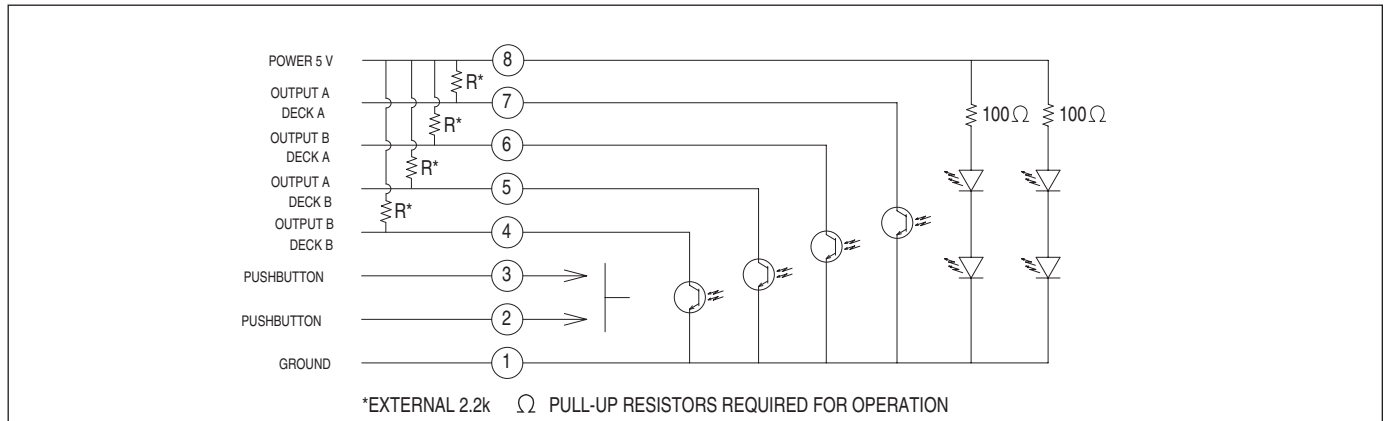 POWER 5 V
8
R*
OUTPUT A
DECK A
7
100Ω
100Ω
R*
OUTPUT B
DECK A
6
R*
OUTPUT A
DECK B
5
R*
OUTPUT B
DECK B
4
PUSHBUTTON
3
PUSHBUTTON
2
GROUND
1
*EXTERNAL 2.2k Ω PULL-UP RESISTORS REQUIRED FOR OPERATION